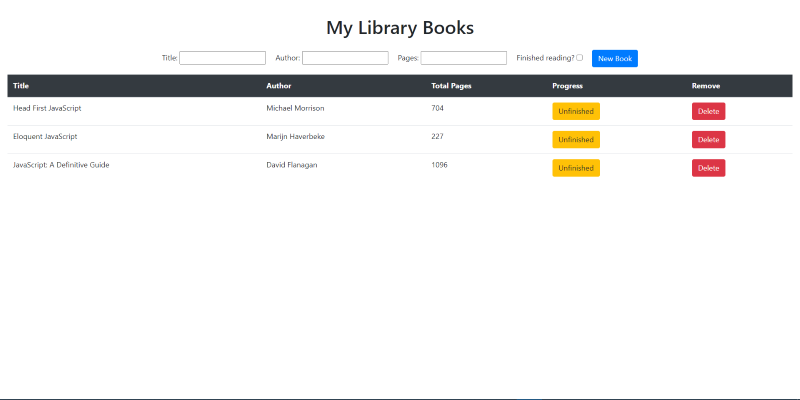 My Library Books
Title: Author: Pages: Finished reading? New Book
Title Author Total Pages Progress Remove
Head First JavaScript Michael Morrison 704 Unfinished Delete
Eloquent JavaScript Marijn Haverbeke 227 Unfinished Delete
JavaScript: A Definitive Guide David Flanagan 1096 Unfinished Delete